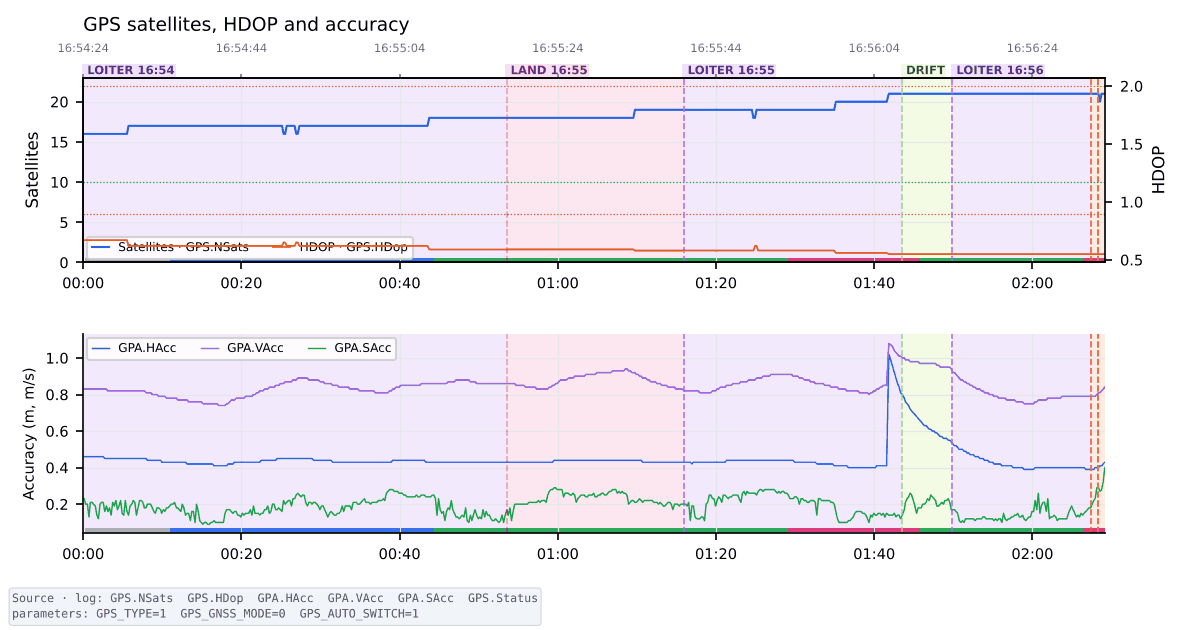 GPS satellites, HDOP and accuracy
16:54:24 16:54:44 16:55:04 16:55:24 16:55:44 16:56:04 16:56:24
LOITER 16:54 LAND 16:55 LOITER 16:55 DRIFT LOITER 16:56
20
15
10
5
0
Satellites
2.0
1.5
1.0
0.5
HDOP
Satellites · GPS.NSats HDOP · GPS.HDop
00:00 00:20 00:40 01:00 01:20 01:40 02:00
GPA.HAcc GPA.VAcc GPA.SAcc
1.0
0.8
0.6
0.4
0.2
Accuracy (m, m/s)
00:00 00:20 00:40 01:00 01:20 01:40 02:00
Source · log: GPS.NSats GPS.HDop GPA.HAcc GPA.VAcc GPA.SAcc GPS.Status
parameters: GPS_TYPE=1 GPS_GNSS_MODE=0 GPS_AUTO_SWITCH=1